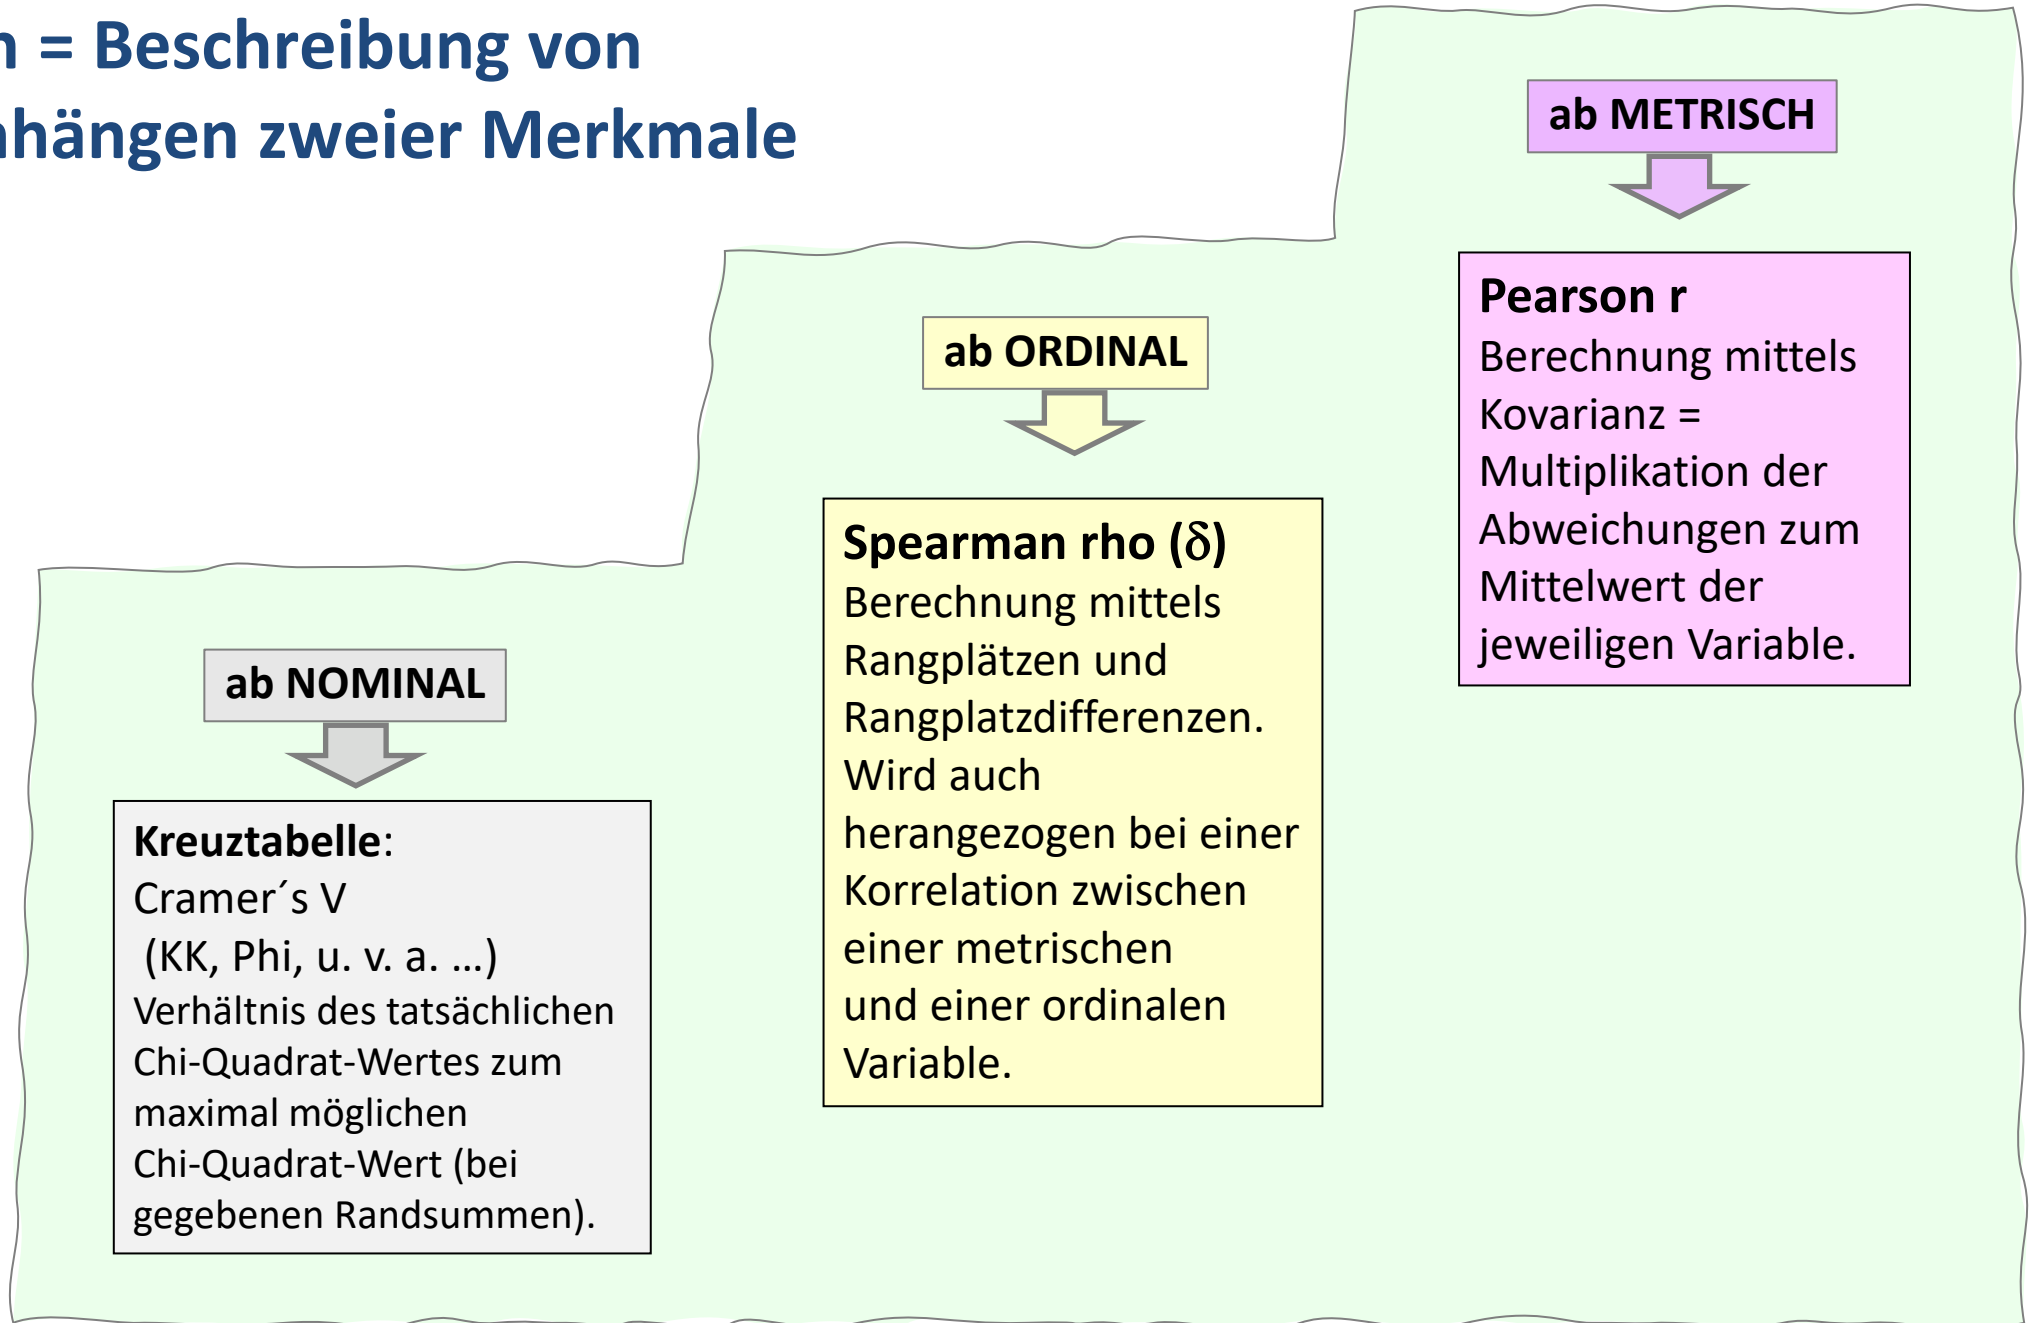 n = Beschreibung von
nhängen zweier Merkmale
ab METRISCH
Pearson r
Berechnung mittels
Kovarianz =
Multiplikation der
Abweichungen zum
Mittelwert der
jeweiligen Variable.
ab ORDINAL
Spearman rho (δ)
Berechnung mittels
Rangplätzen und
Rangplatzdifferenzen.
Wird auch
herangezogen bei einer
Korrelation zwischen
einer metrischen
und einer ordinalen
Variable.
ab NOMINAL
Kreuztabelle:
Cramer´s V
(KK, Phi, u. v. a. …)
Verhältnis des tatsächlichen
Chi-Quadrat-Wertes zum
maximal möglichen
Chi-Quadrat-Wert (bei
gegebenen Randsummen).